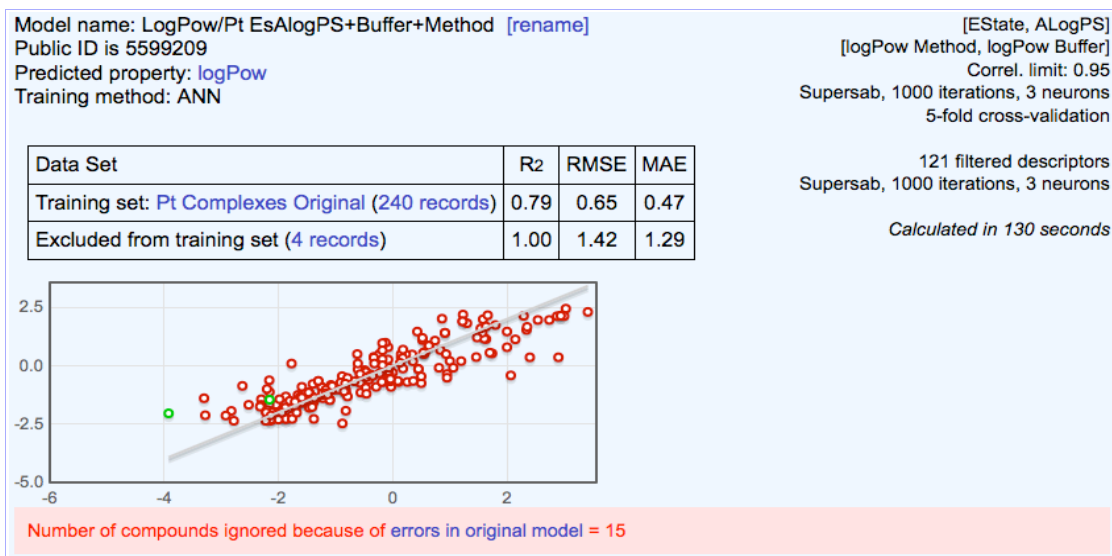 Model name: LogPow/Pt EsAlogPS+Buffer+Method [rename]
Public ID is 5599209
Predicted property: logPow
Training method: ANN
[EState, ALogPS]
[logPow Method, logPow Buffer]
Correl. limit: 0.95
Supersab, 1000 iterations, 3 neurons
5-fold cross-validation
121 filtered descriptors
Supersab, 1000 iterations, 3 neurons
Calculated in 130 seconds
Data Set R2 RMSE MAE
Training set: Pt Complexes Original (240 records) 0.79 0.65 0.47
Excluded from training set (4 records) 1.00 1.42 1.29
2.5
0.0
-2.5
-5.0
-6 -4 -2 0 2
Number of compounds ignored because of errors in original model = 15